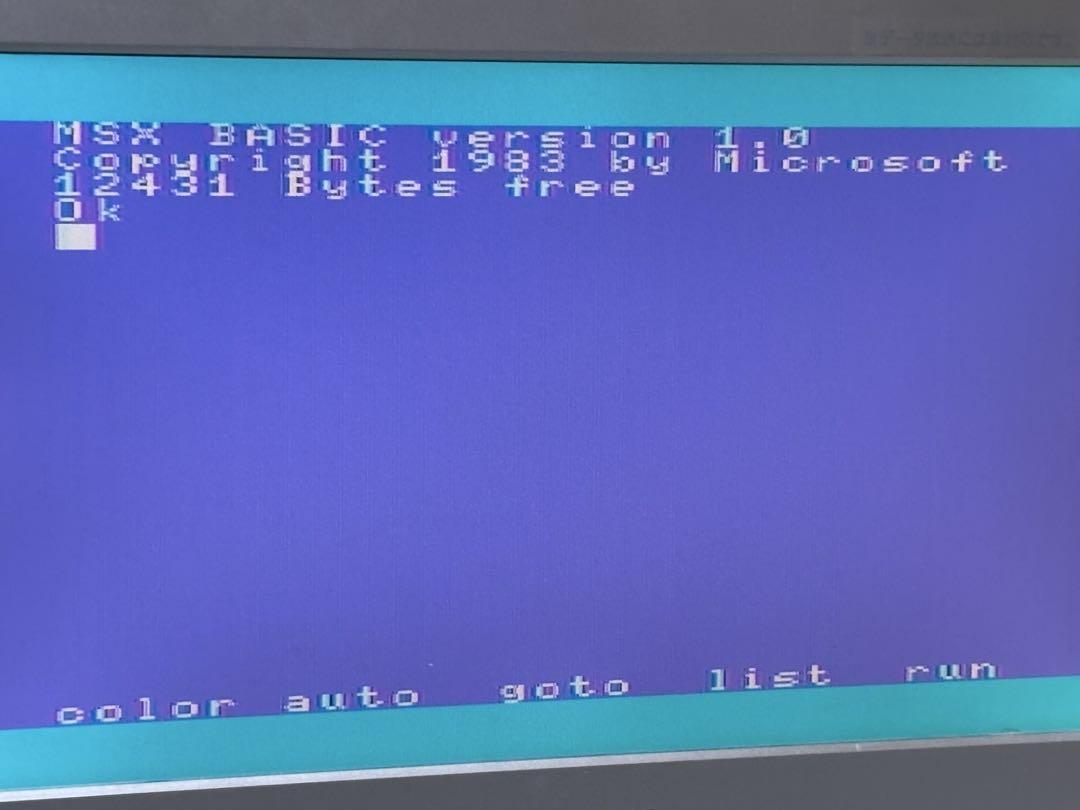 MSX BASIC version 1.0
Copyright 1983 by Microsoft
12431 Bytes free
Ok
color auto goto list run